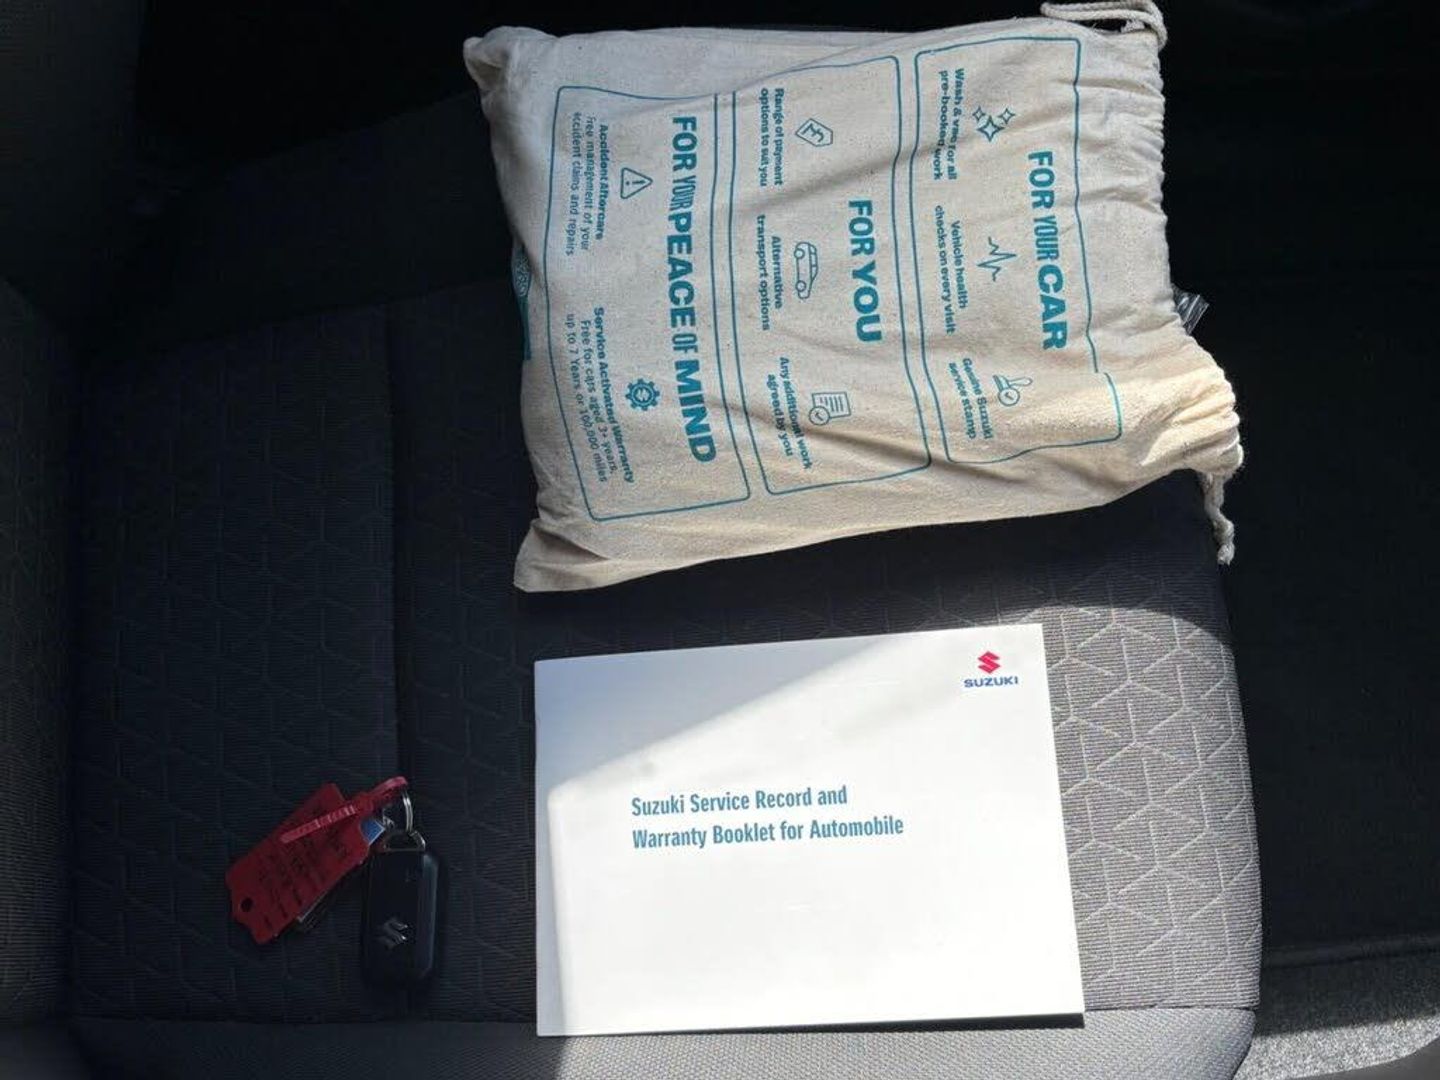 FOR YOUR CAR
Wash & vac for all
pre-booked work
Vehicle health
checks on every visit
Genuine Suzuki
service stamp
FOR YOU
Range of payment
options to suit you
Alternative
transport options
Any additional work
agreed by you
FOR YOUR PEACE OF MIND
Accident Aftercare
Free management of your
accident claims and repairs
Service Activated Warranty
Free for cars aged 3+ years,
up to 7 Years or 100,000 miles
SUZUKI
Suzuki Service Record and
Warranty Booklet for Automobile